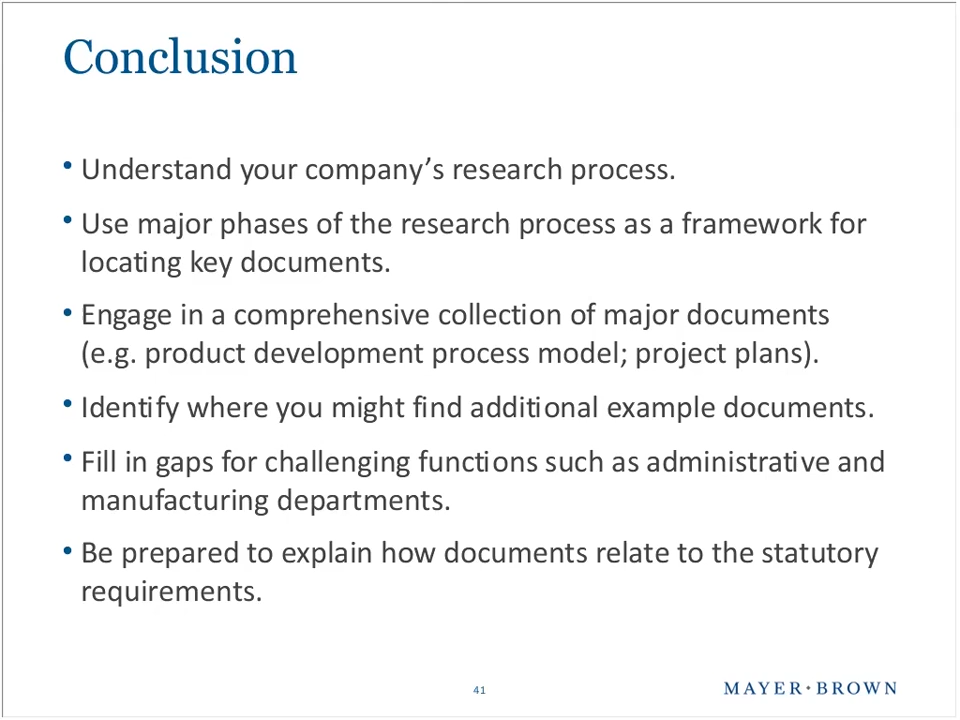 Conclusion
• Understand your company’s research process.
• Use major phases of the research process as a framework for
locating key documents.
• Engage in a comprehensive collection of major documents
(e.g. product development process model; project plans).
• Identify where you might find additional example documents.
• Fill in gaps for challenging functions such as administrative and
manufacturing departments.
• Be prepared to explain how documents relate to the statutory
requirements.
41
MAYER • BROWN